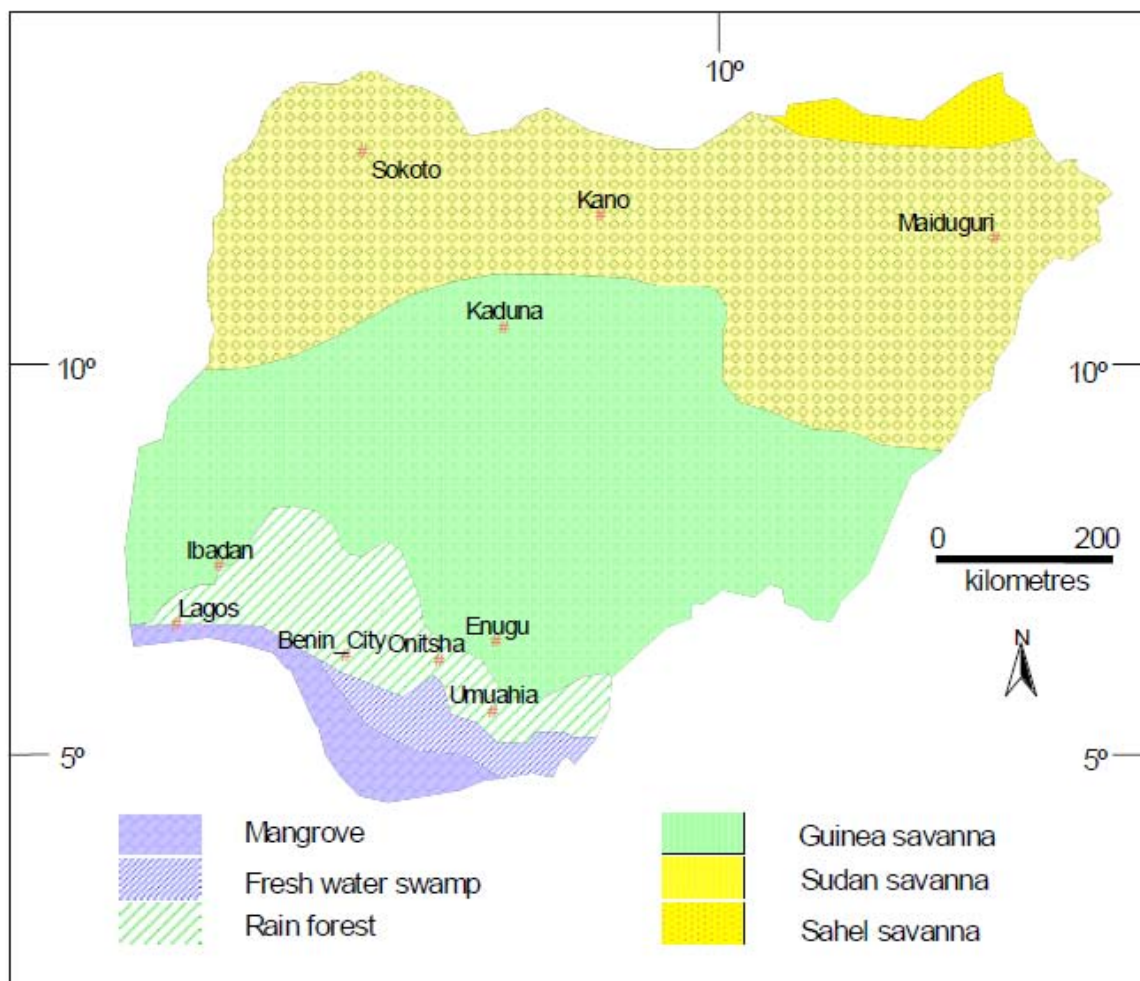 10º
Sokoto
Kano
Maiduguri
Kaduna
10º
10º
Ibadan
0 200
kilometres
Lagos
Benin_City
Onitsha
Enugu
N
Umuahia
5º
5º
Mangrove
Fresh water swamp
Rain forest
Guinea savanna
Sudan savanna
Sahel savanna